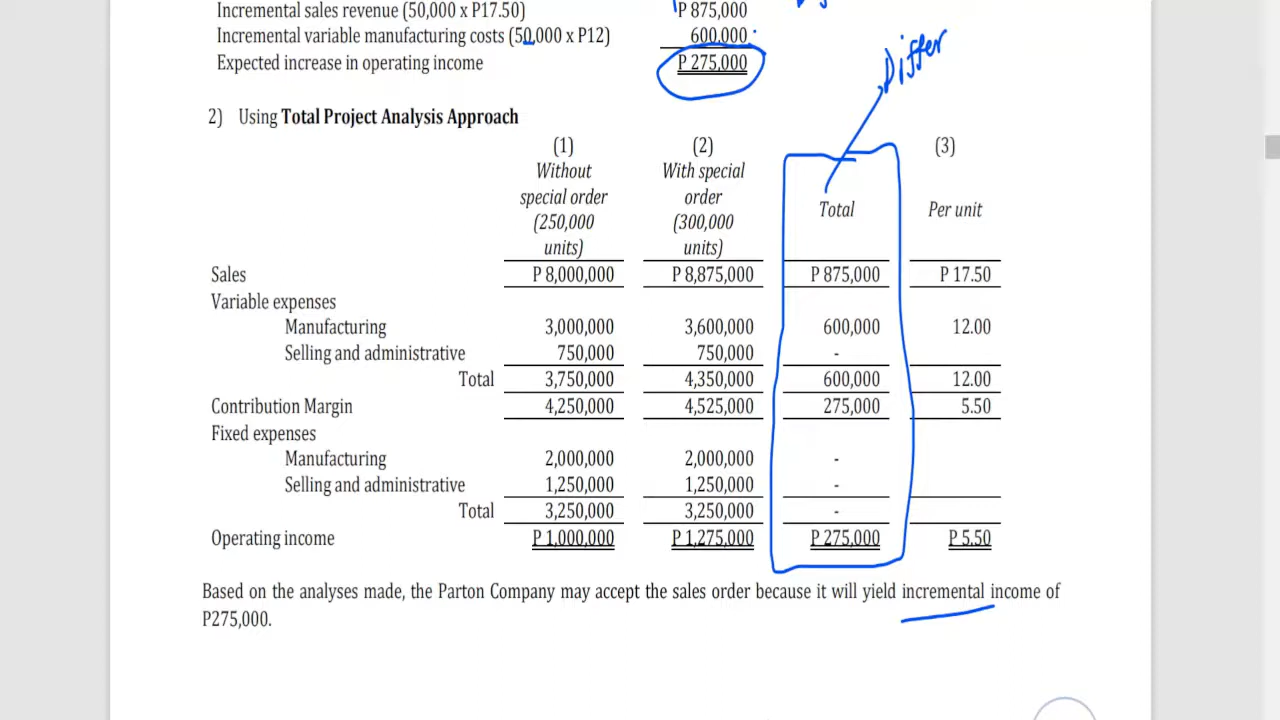 Incremental sales revenue (50,000 x P17.50) P 875,000
Incremental variable manufacturing costs (50,000 x P12) 600,000
Expected increase in operating income P 275,000
Differ
2) Using Total Project Analysis Approach
(1) (2) (3)
Without With special
special order order Total Per unit
(250,000 (300,000
units) units)
Sales P 8,000,000 P 8,875,000 P 875,000 P 17.50
Variable expenses
Manufacturing 3,000,000 3,600,000 600,000 12.00
Selling and administrative 750,000 750,000 -
Total 3,750,000 4,350,000 600,000 12.00
Contribution Margin 4,250,000 4,525,000 275,000 5.50
Fixed expenses
Manufacturing 2,000,000 2,000,000 -
Selling and administrative 1,250,000 1,250,000 -
Total 3,250,000 3,250,000 -
Operating income P 1,000,000 P 1,275,000 P 275,000 P 5.50
Based on the analyses made, the Parton Company may accept the sales order because it will yield incremental income of
P275,000.